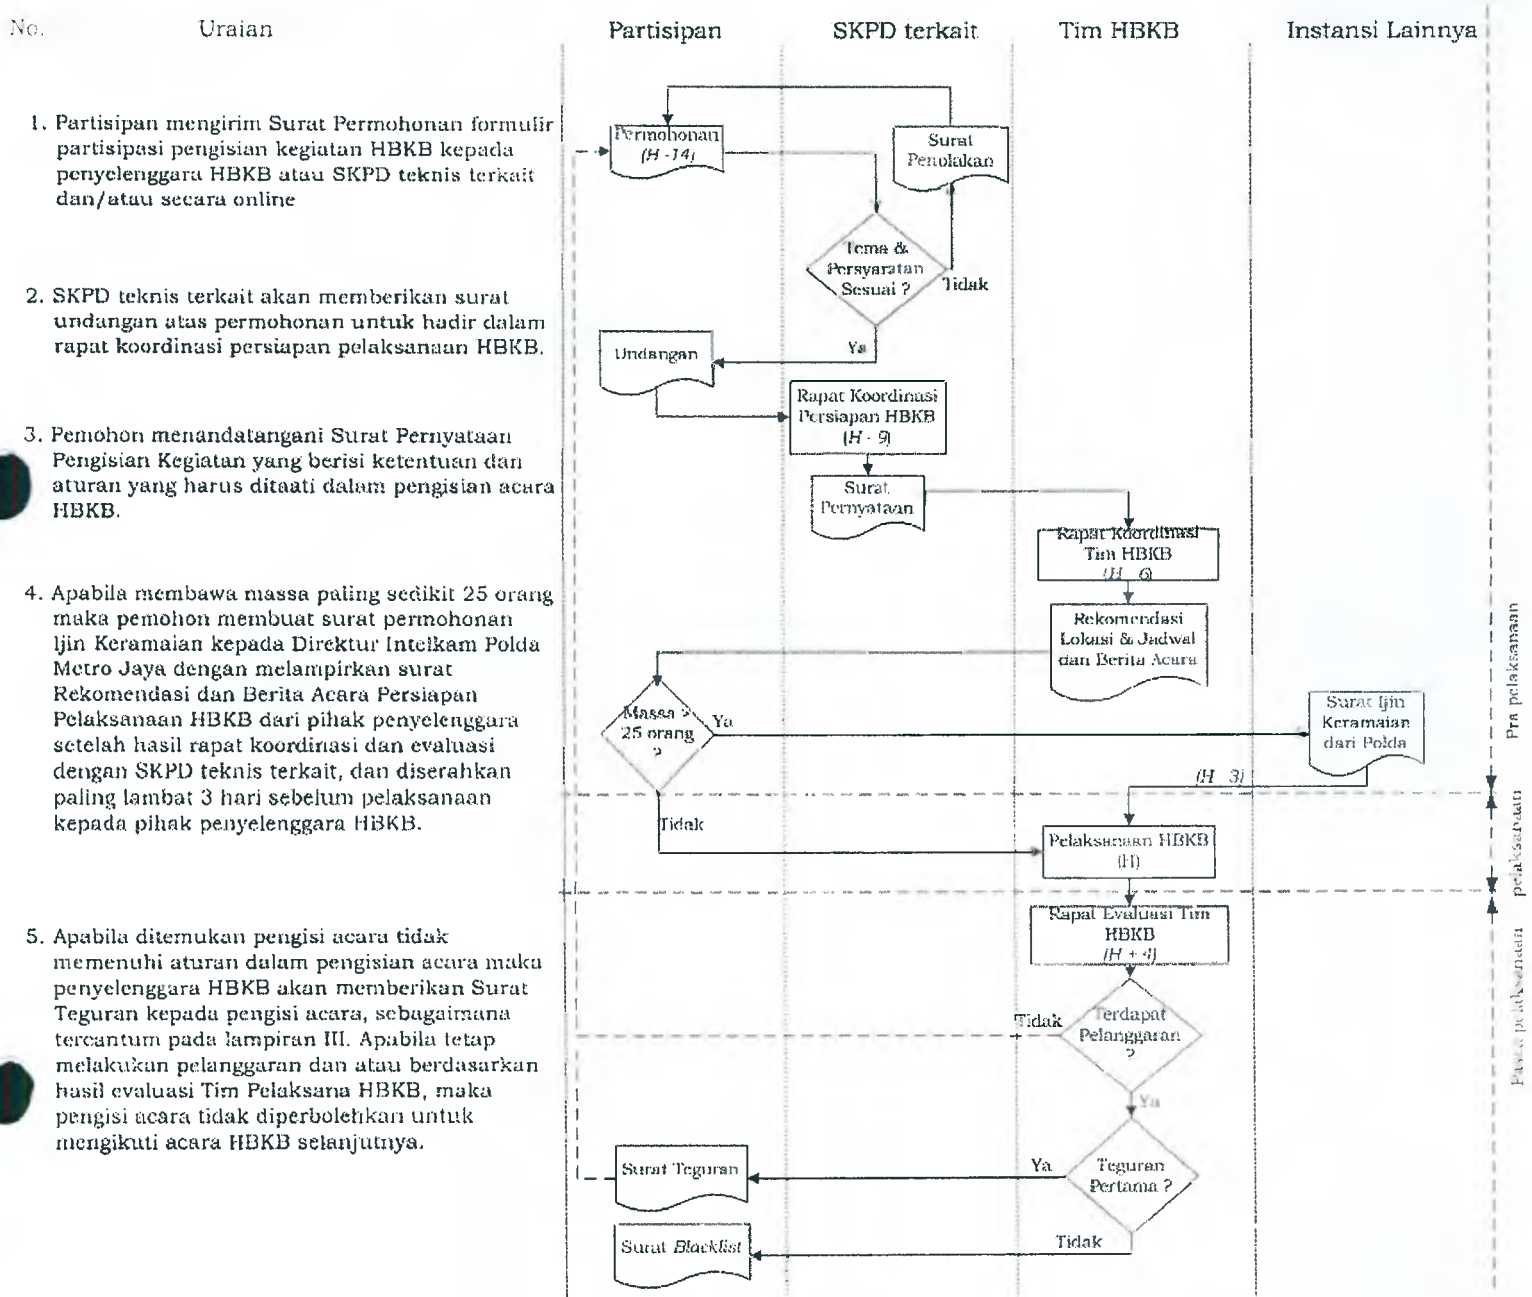 No. Uraian Partisipan SKPD terkait Tim HBKB Instansi Lainnya
1. Partisipan mengirim Surat Permohonan formulir
partisipasi pengisian kegiatan HBKB kepada
penyelenggara HBKB atau SKPD teknis terkait
dan/atau secara online
2. SKPD teknis terkait akan memberikan surat
undangan atas permohonan untuk hadir dalam
rapat koordinasi persiapan pelaksanaan HBKB.
3. Pemohon menandatangani Surat Pernyataan
Pengisian Kegiatan yang berisi ketentuan dan
aturan yang harus ditaati dalam pengisian acara
HBKB.
4. Apabila membawa massa paling sedikit 25 orang
maka pemohon membuat surat permohonan
Ijin Keramaian kepada Direktur Intelkam Polda
Metro Jaya dengan melampirkan surat
Rekomendasi dan Berita Acara Persiapan
Pelaksanaan HBKB dari pihak penyelenggara
setelah hasil rapat koordinasi dan evaluasi
dengan SKPD teknis terkait, dan diserahkan
paling lambat 3 hari sebelum pelaksanaan
kepada pihak penyelenggara HBKB.
5. Apabila ditemukan pengisi acara tidak
memenuhi aturan dalam pengisian acara maka
penyelenggara HBKB akan memberikan Surat
Teguran kepada pengisi acara, sebagaimana
tercantum pada lampiran III. Apabila tetap
melakukan pelanggaran dan atau berdasarkan
hasil evaluasi Tim Pelaksana HBKB, maka
pengisi acara tidak diperbolehkan untuk
mengikuti acara HBKB selanjutnya.
Permohonan
(H -14)
Surat
Penolakan
Tema &
Persyaratan
Sesuai ?
Tidak
Ya
Undangan
Rapat Koordinasi
Persiapan HBKB
(H - 9)
Surat
Pernyataan
Rapat Koordinasi
Tim HBKB
(H 6)
Rekomendasi
Lokasi & Jadwal
dan Berita Acara
Massa >
25 orang
?
Ya
Surat Ijin
Keramaian
dari Polda
(H 3)
Tidak
Pelaksanaan HBKB
(H)
Rapat Evaluasi Tim
HBKB
(H + 4)
Terdapat
Pelanggaran
?
Tidak
Ya
Teguran
Pertama ?
Ya
Surat Teguran
Tidak
Surat Blacklist
Pra pelaksanaan
pelaksanaan
pelaksanaan